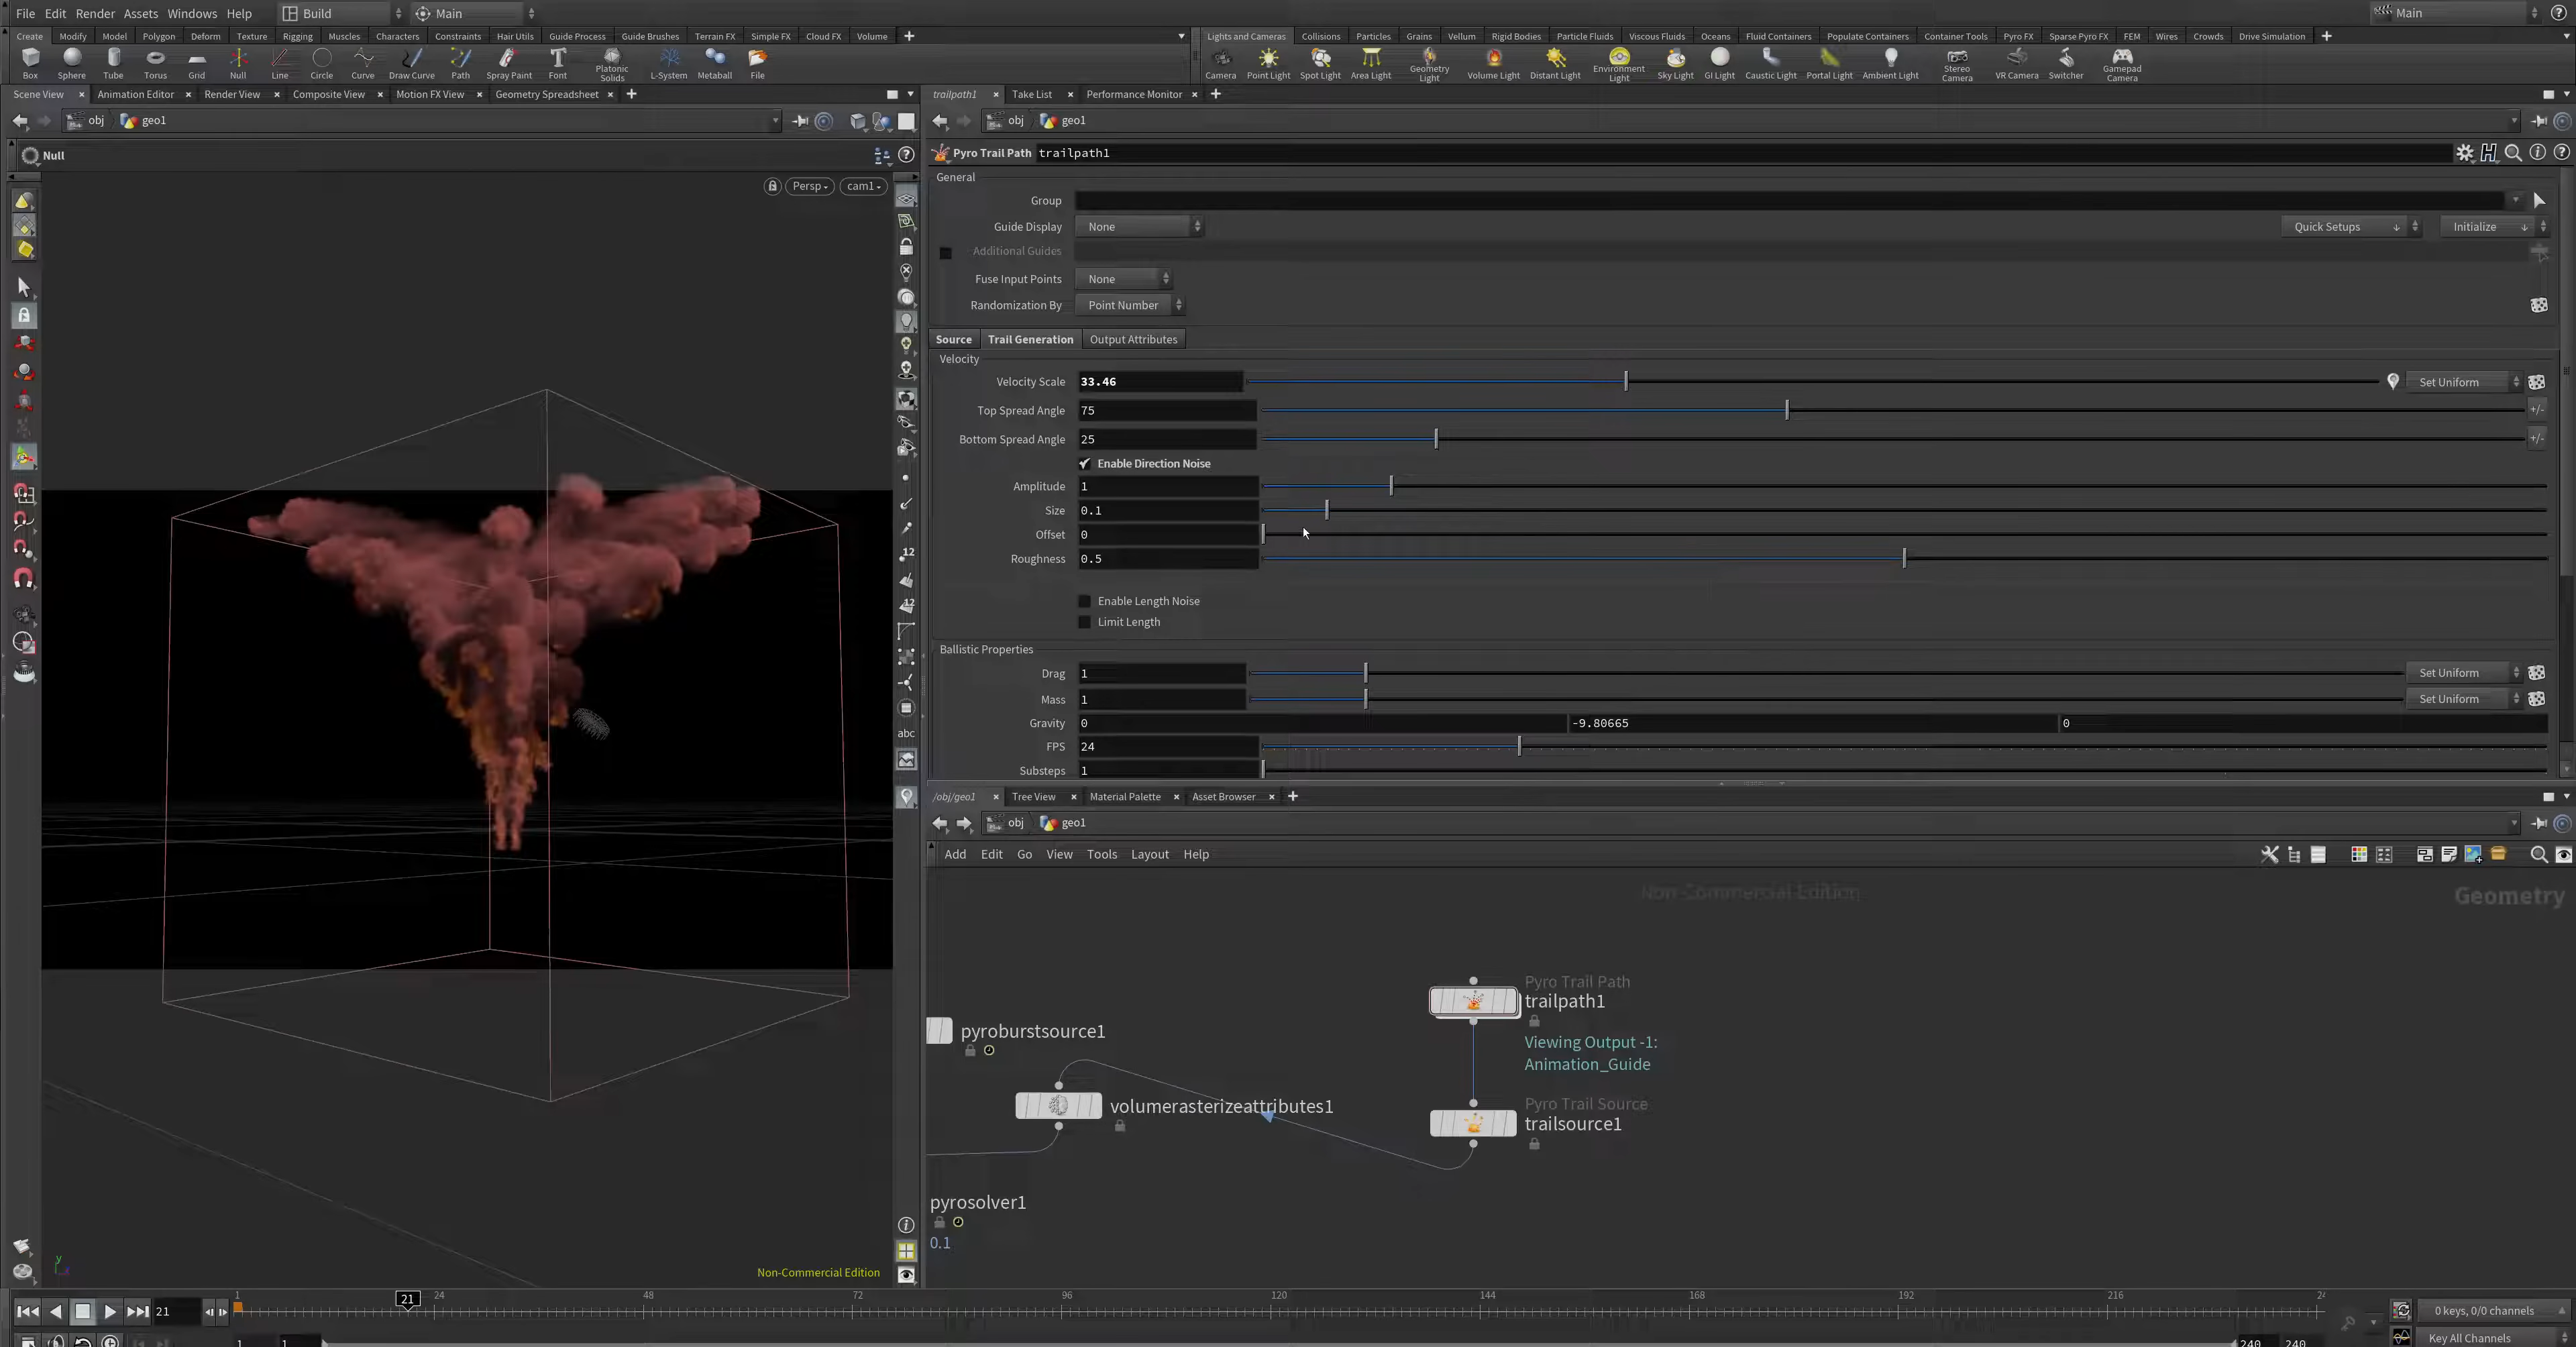 File Edit Render Assets Windows Help Build Main Main
Create Modify Model Polygon Deform Texture Rigging Muscles Characters Constraints Hair Utils Guide Process Guide Brushes Terrain FX Simple FX Cloud FX Volume
Lights and Cameras Collisions Particles Grains Vellum Rigid Bodies Particle Fluids Viscous Fluids Oceans Fluid Containers Populate Containers Container Tools Pyro FX Sparse Pyro FX FEM Wires Crowds Drive Simulation
Box Sphere Tube Torus Grid Null Line Circle Curve Draw Curve Path Spray Paint Font Platonic Solids L-System Metaball File
Camera Point Light Spot Light Area Light Geometry Light Volume Light Distant Light Environment Light Sky Light GI Light Caustic Light Portal Light Ambient Light Stereo Camera VR Camera Switcher Gamepad Camera
Scene View Animation Editor Render View Composite View Motion FX View Geometry Spreadsheet
trailpath1 Take List Performance Monitor
obj geo1
obj geo1
Null
Persp cam1
Pyro Trail Path trailpath1
General
Group
Guide Display None Quick Setups Initialize
Additional Guides
Fuse Input Points None
Randomization By Point Number
Source Trail Generation Output Attributes
Velocity
Velocity Scale 33.46 Set Uniform
Top Spread Angle 75 +/-
Bottom Spread Angle 25 +/-
Enable Direction Noise
Amplitude 1
Size 0.1
Offset 0
Roughness 0.5
Enable Length Noise
Limit Length
Ballistic Properties
Drag 1 Set Uniform
Mass 1 Set Uniform
Gravity 0 -9.80665 0
FPS 24
Substeps 1
12
12
abc
/obj/geo1 Tree View Material Palette Asset Browser
obj geo1
Add Edit Go View Tools Layout Help
Non-Commercial Edition
Geometry
Pyro Trail Path
trailpath1
Viewing Output -1:
Animation_Guide
pyroburstsource1
volumerasterizeattributes1
Pyro Trail Source
trailsource1
pyrosolver1
0.1
y
Non-Commercial Edition
21 1 21 24 48 72 96 120 144 168 192 216
0 keys, 0/0 channels
1 1 240 240
Key All Channels